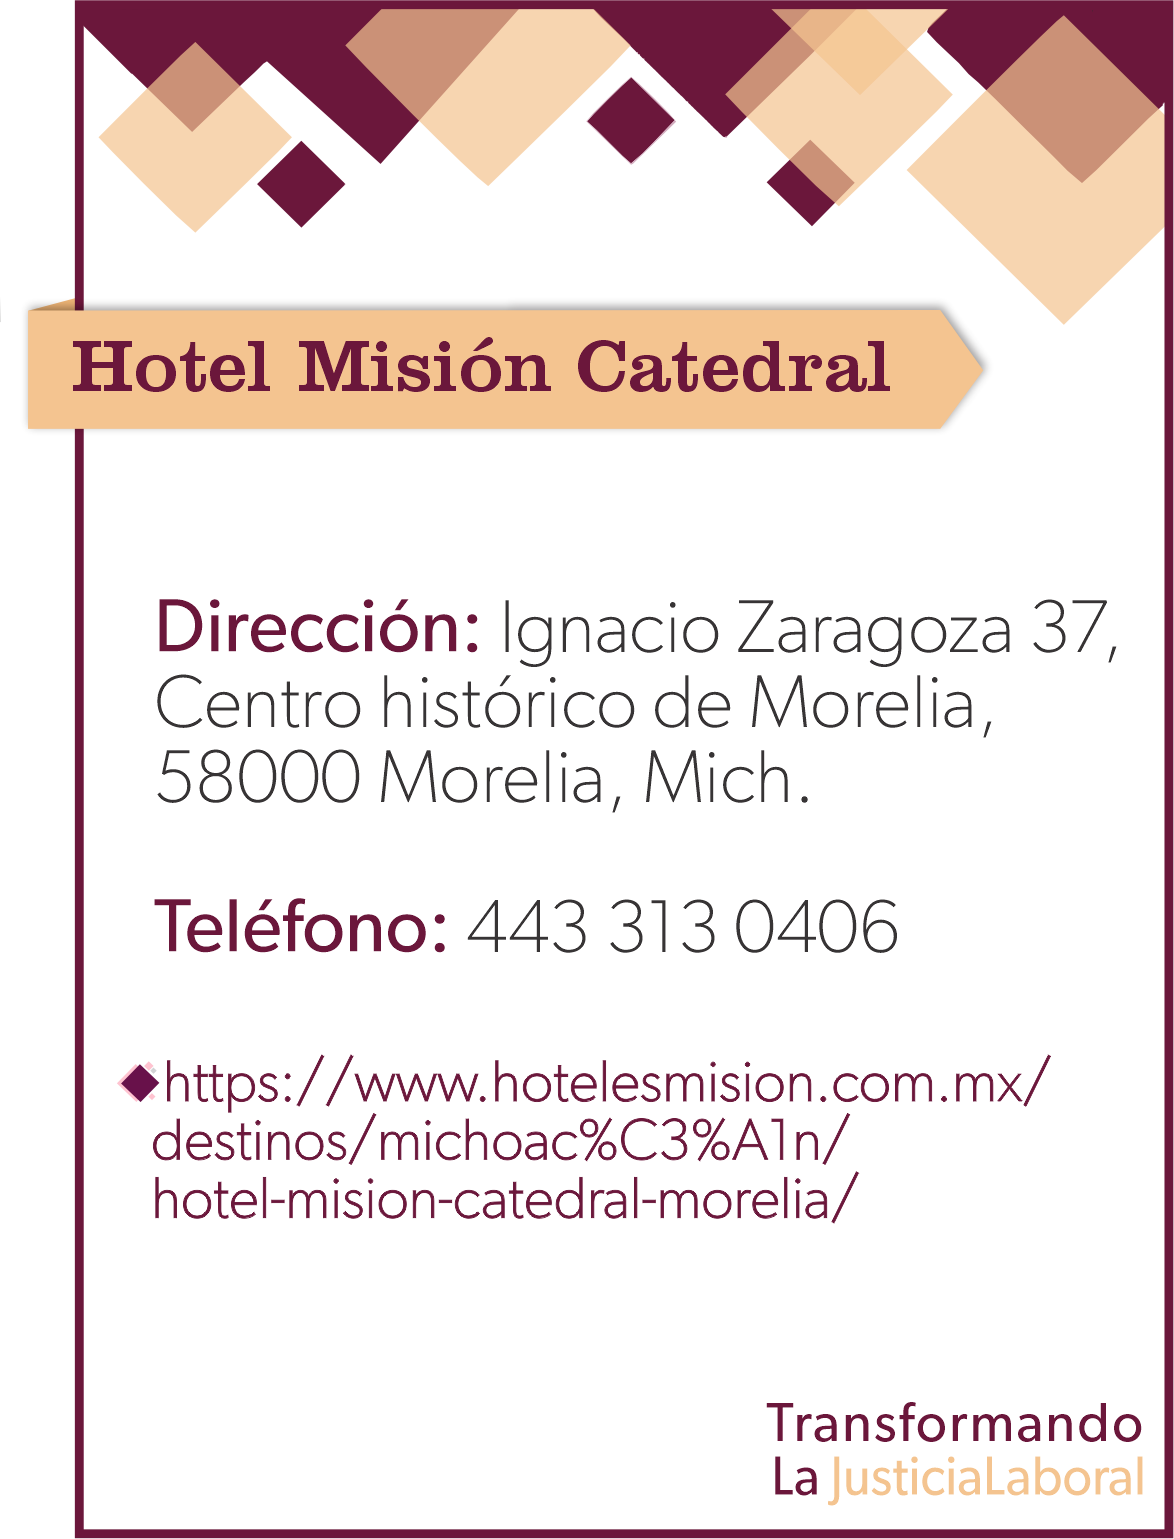 Hotel Misión Catedral
Dirección: Ignacio Zaragoza 37,
Centro histórico de Morelia,
58000 Morelia, Mich.
Teléfono: 443 313 0406
https://www.hotelesmision.com.mx/
destinos/michoac%C3%A1n/
hotel-mision-catedral-morelia/
Transformando
La JusticiaLaboral